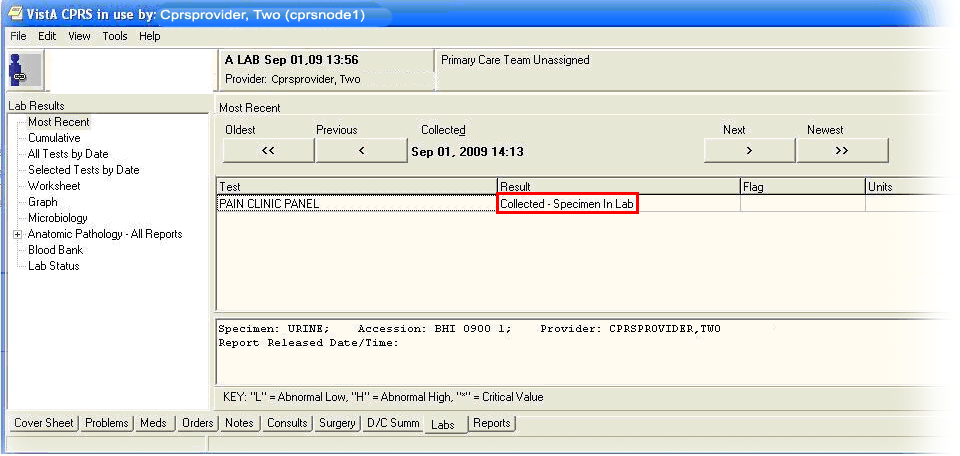 VistA CPRS in use by: Cprsprovider, Two (cprsnode1)
File Edit View Tools Help
A LAB Sep 01,09 13:56
Provider: Cprsprovider, Two
Primary Care Team Unassigned
Lab Results
Most Recent
Cumulative
All Tests by Date
Selected Tests by Date
Worksheet
Graph
Microbiology
Anatomic Pathology - All Reports
Blood Bank
Lab Status
Most Recent
Oldest Previous Collected Next Newest
<< < Sep 01, 2009 14:13 > >>
Test Result Flag Units
PAIN CLINIC PANEL Collected - Specimen In Lab
Specimen: URINE; Accession: BHI 0900 1; Provider: CPRSPROVIDER,TWO
Report Released Date/Time:
KEY: "L" = Abnormal Low, "H" = Abnormal High, "*" = Critical Value
Cover Sheet Problems Meds Orders Notes Consults Surgery D/C Summ Labs Reports